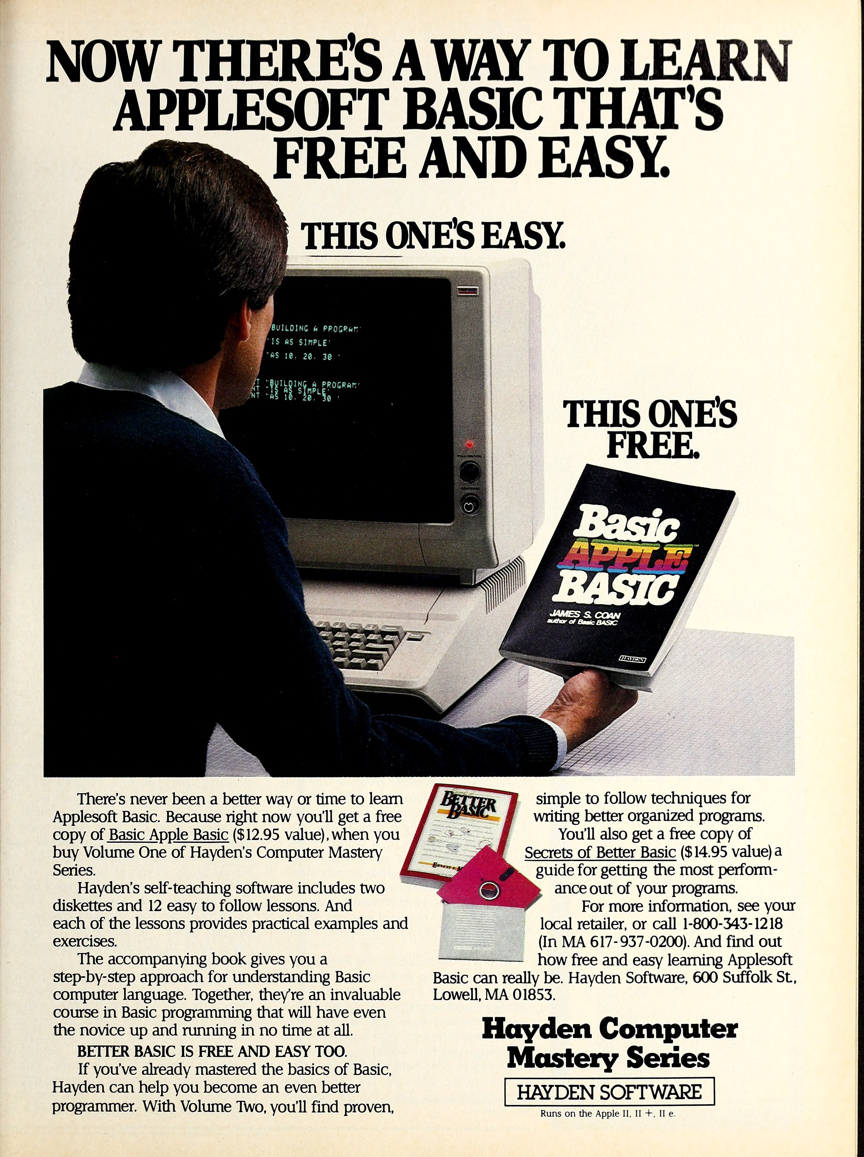 NOW THERE'S A WAY TO LEARN
APPLESOFT BASIC THAT'S
FREE AND EASY.
THIS ONE'S EASY.
'BUILDING A PROGRAM'
'IS AS SIMPLE'
'AS 10, 20, 30 '
'BUILDING A PROGRAM'
'IS AS SIMPLE'
'AS 10, 20, 30 '
THIS ONE'S
FREE.
Basic
APPLE™
BASIC
JAMES S. COAN
author of Basic BASIC
HAYDEN
There's never been a better way or time to learn
Applesoft Basic. Because right now you'll get a free
copy of Basic Apple Basic ($12.95 value), when you
buy Volume One of Hayden's Computer Mastery
Series.
Hayden's self-teaching software includes two
diskettes and 12 easy to follow lessons. And
each of the lessons provides practical examples and
exercises.
The accompanying book gives you a
step-by-step approach for understanding Basic
computer language. Together, they're an invaluable
course in Basic programming that will have even
the novice up and running in no time at all.
BETTER BASIC IS FREE AND EASY TOO.
If you've already mastered the basics of Basic,
Hayden can help you become an even better
programmer. With Volume Two, you'll find proven,
BETTER
BASIC
simple to follow techniques for
writing better organized programs.
You'll also get a free copy of
Secrets of Better Basic ($14.95 value) a
guide for getting the most perform-
ance out of your programs.
For more information, see your
local retailer, or call 1-800-343-1218
(In MA 617-937-0200). And find out
how free and easy learning Applesoft
Basic can really be. Hayden Software, 600 Suffolk St.,
Lowell, MA 01853.
Hayden Computer
Mastery Series
HAYDEN SOFTWARE
Runs on the Apple II, II +, II e.